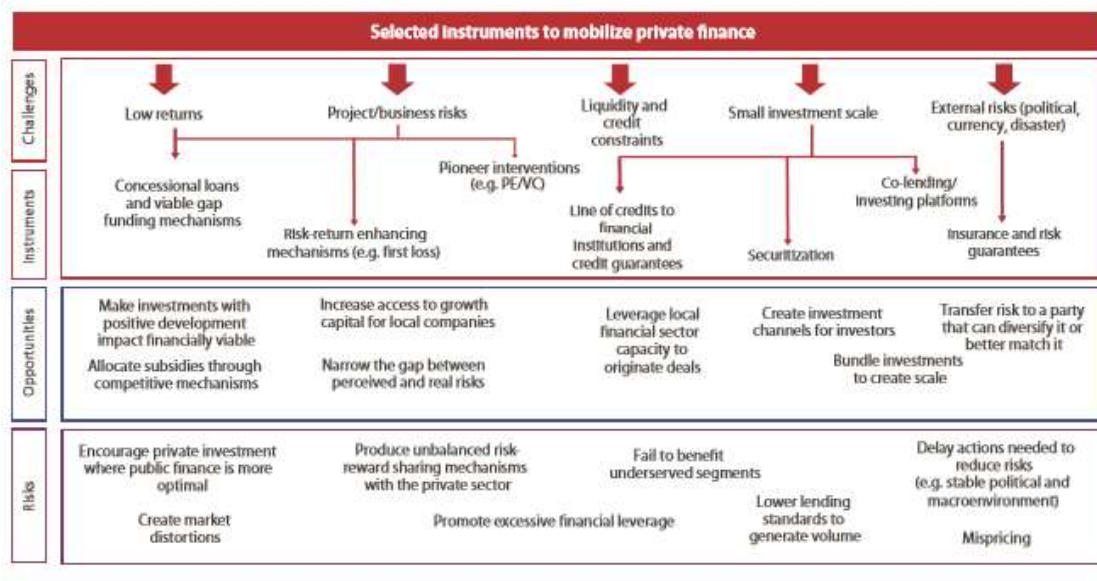 Selected instruments to mobilize private finance
Challenges
Low returns
Project/business risks
Liquidity and
credit
constraints
Small investment scale
External risks (political,
currency, disaster)
Instruments
Concessional loans
and viable gap
funding mechanisms
Risk-return enhancing
mechanisms (e.g. first loss)
Pioneer interventions
(e.g. PE/VC)
Line of credits to
financial
institutions and
credit guarantees
Securitization
Co-lending/
investing platforms
Insurance and risk
guarantees
Opportunities
Make investments with
positive development
impact financially viable
Allocate subsidies through
competitive mechanisms
Increase access to growth
capital for local companies
Narrow the gap between
perceived and real risks
Leverage local
financial sector
capacity to
originate deals
Create investment
channels for investors
Bundle investments
to create scale
Transfer risk to a party
that can diversify it or
better match it
Risks
Encourage private investment
where public finance is more
optimal
Create market
distortions
Produce unbalanced risk-
reward sharing mechanisms
with the private sector
Promote excessive financial leverage
Fail to benefit
underserved segments
Lower lending
standards to
generate volume
Delay actions needed to
reduce risks
(e.g. stable political and
macroenvironment)
Mispricing